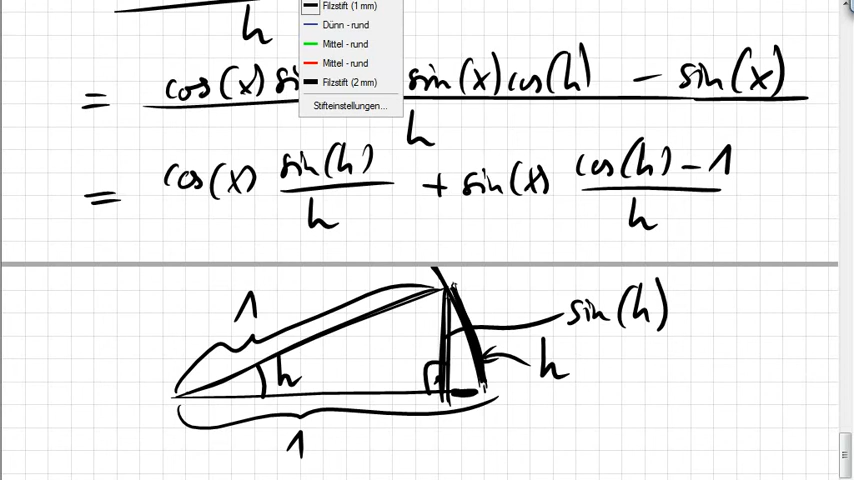 h
Filzstift (1 mm)
Dünn - rund
Mittel - rund
Mittel - rund
Filzstift (2 mm)
Stifteinstellungen...
= cos(x) si sin(x) cos(h) - sin(x)
h
= cos(x) sin(h) / h + sin(x) cos(h) - 1 / h
1
h
sin(h)
h
1